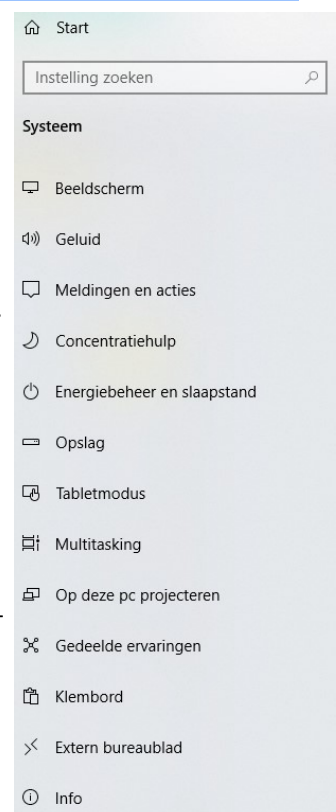 Start
Instelling zoeken
Systeem
Beeldscherm
Geluid
Meldingen en acties
Concentratiehulp
Energiebeheer en slaapstand
Opslag
Tabletmodus
Multitasking
Op deze pc projecteren
Gedeelde ervaringen
Klembord
Extern bureaublad
Info